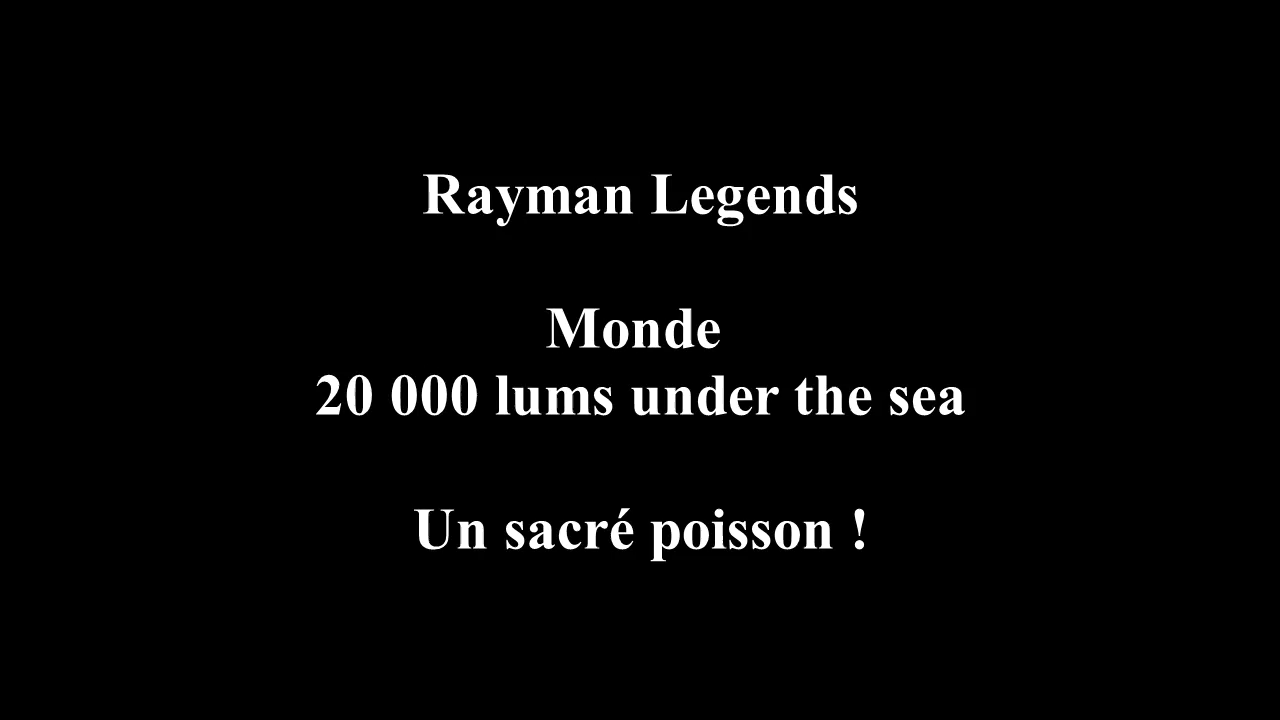 Rayman Legends
Monde
20 000 lums under the sea
Un sacré poisson !